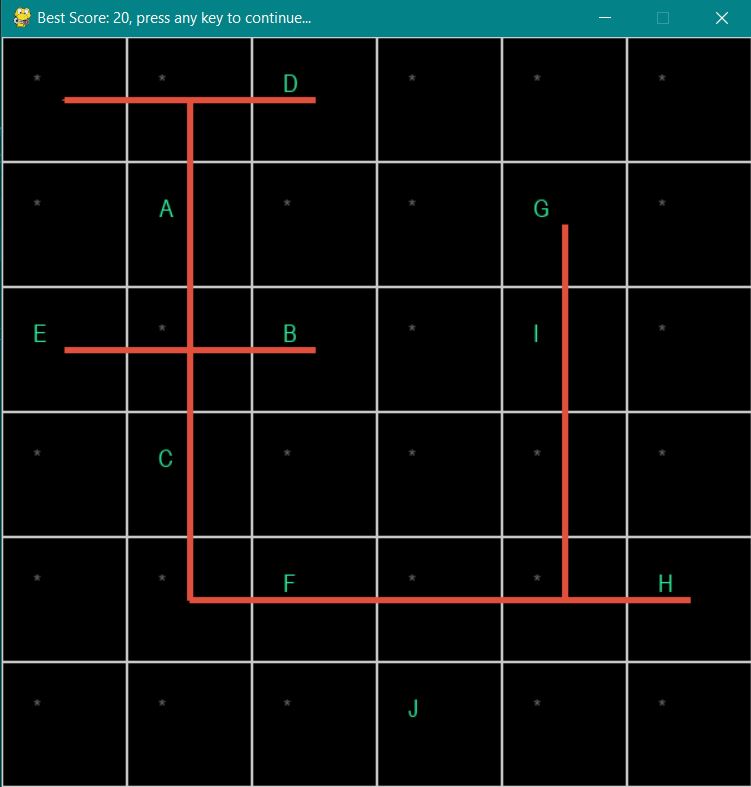 Best Score: 20, press any key to continue...
* * D * * *
* A * * G *
E * B * I *
* C * * * *
* * F * * H
* * * J * *